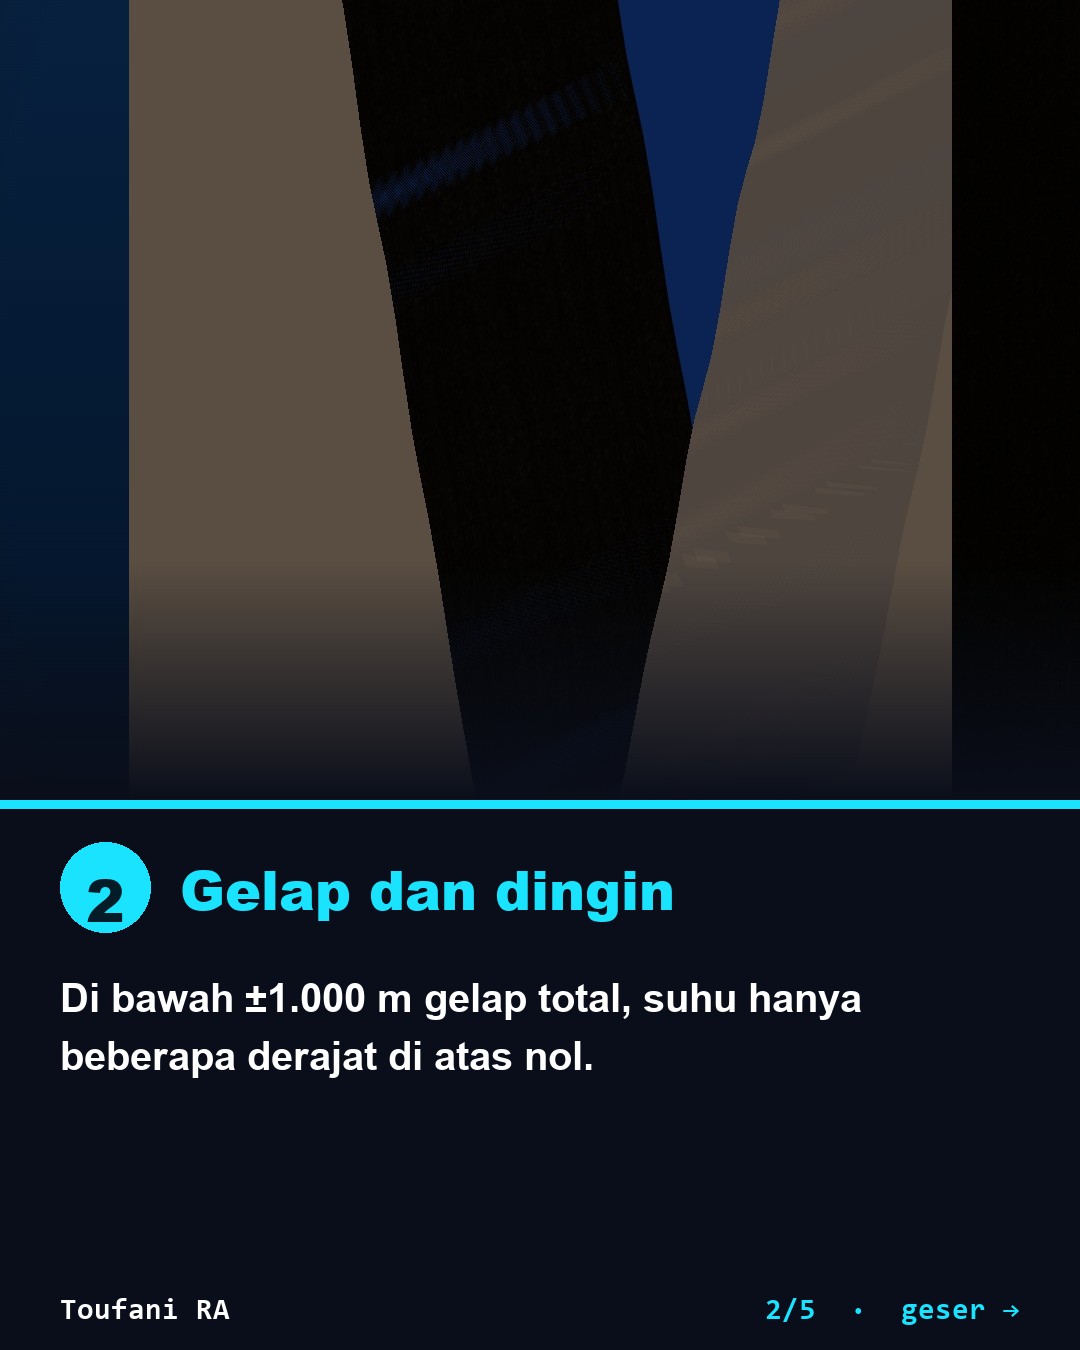 2 Gelap dan dingin
Di bawah ±1.000 m gelap total, suhu hanya
beberapa derajat di atas nol.
Toufani RA 2/5 · geser →